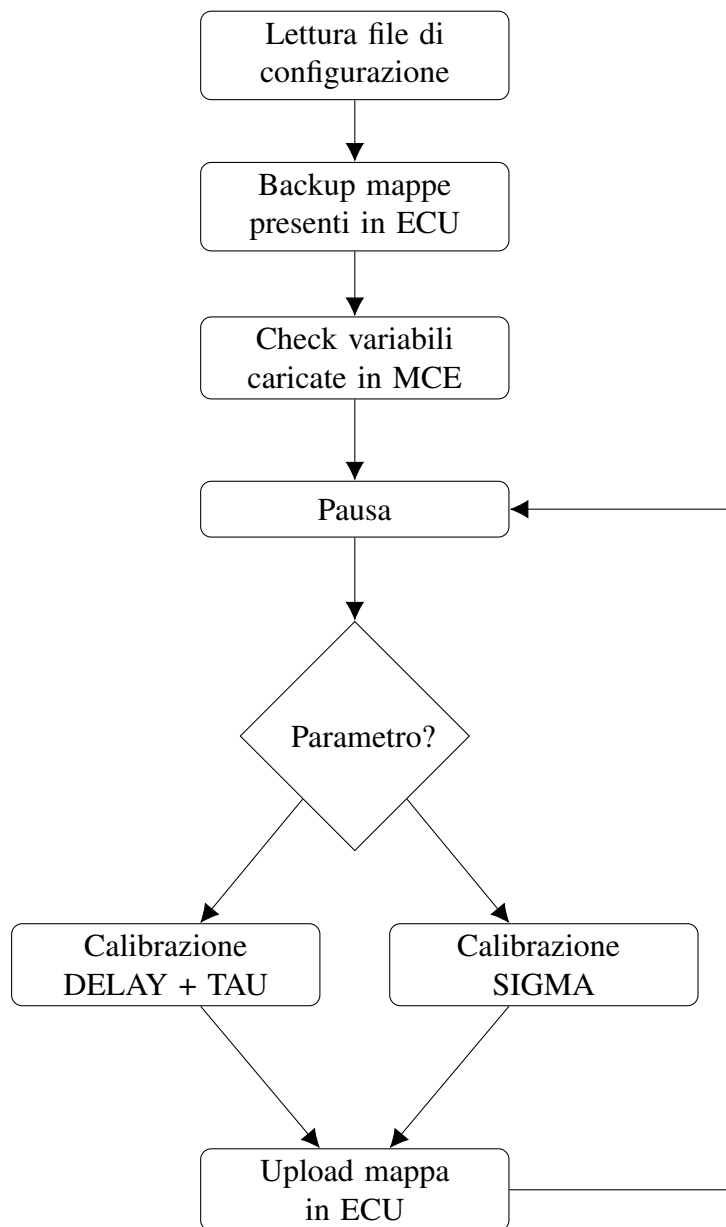 Lettura file di
configurazione
Backup mappe
presenti in ECU
Check variabili
caricate in MCE
Pausa
Parametro?
Calibrazione
DELAY + TAU
Calibrazione
SIGMA
Upload mappa
in ECU